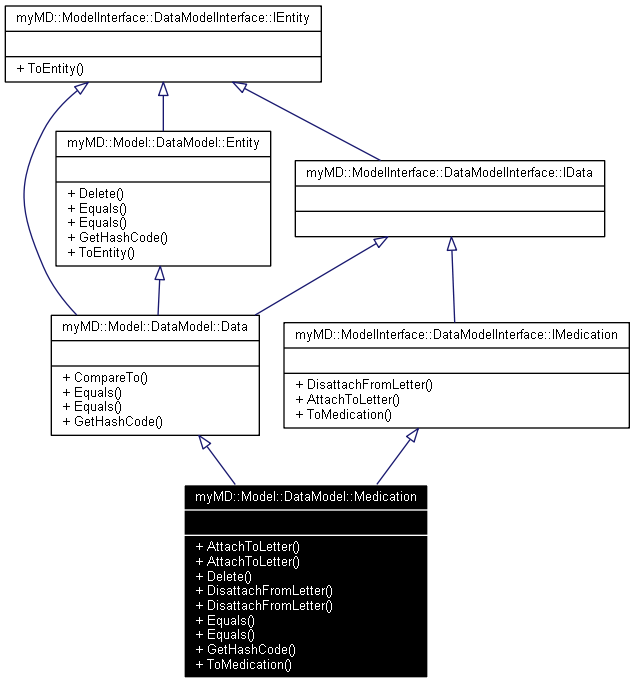 myMD::ModelInterface::DataModelInterface::IEntity
+ ToEntity()
myMD::Model::DataModel::Entity
+ Delete()
+ Equals()
+ Equals()
+ GetHashCode()
+ ToEntity()
myMD::ModelInterface::DataModelInterface::IData
myMD::Model::DataModel::Data
+ CompareTo()
+ Equals()
+ Equals()
+ GetHashCode()
myMD::ModelInterface::DataModelInterface::IMedication
+ DisattachFromLetter()
+ AttachToLetter()
+ ToMedication()
myMD::Model::DataModel::Medication
+ AttachToLetter()
+ AttachToLetter()
+ Delete()
+ DisattachFromLetter()
+ DisattachFromLetter()
+ Equals()
+ Equals()
+ GetHashCode()
+ ToMedication()